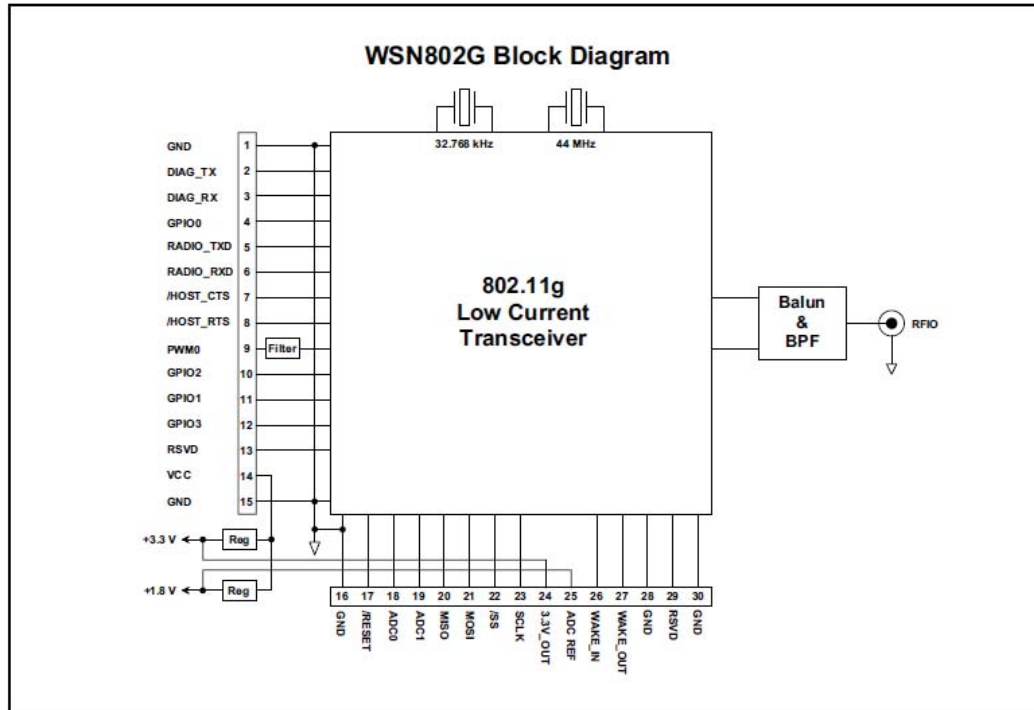 WSN802G Block Diagram
32.768 kHz
44 MHz
GND 1
DIAG_TX 2
DIAG_RX 3
GPIO0 4
RADIO_TXD 5
RADIO_RXD 6
/HOST_CTS 7
/HOST_RTS 8
PWM0 9 Filter
GPIO2 10
GPIO1 11
GPIO3 12
RSVD 13
VCC 14
GND 15
802.11g
Low Current
Transceiver
Balun
&
BPF
RFIO
+3.3 V Reg
+1.8 V Reg
16 17 18 19 20 21 22 23 24 25 26 27 28 29 30
GND
/RESET
ADC0
ADC1
MISO
MOSI
/SS
SCLK
3.3V_OUT
ADC REF
WAKE_IN
WAKE_OUT
GND
RSVD
GND